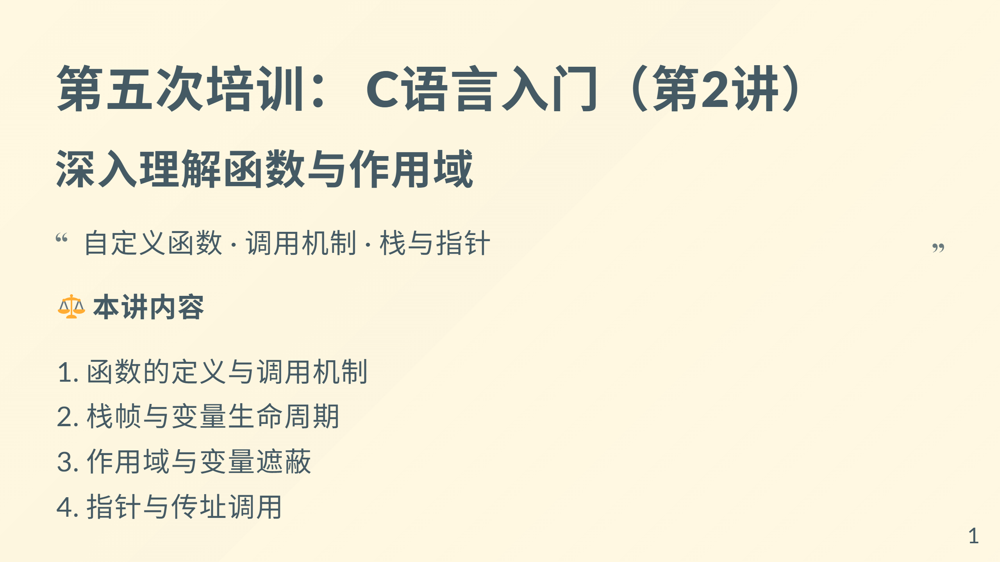 第五次培训： C语言入门（第2讲）
深入理解函数与作用域
“ 自定义函数 · 调用机制 · 栈与指针 ”
⚖️ 本讲内容
1. 函数的定义与调用机制
2. 栈帧与变量生命周期
3. 作用域与变量遮蔽
4. 指针与传址调用
1